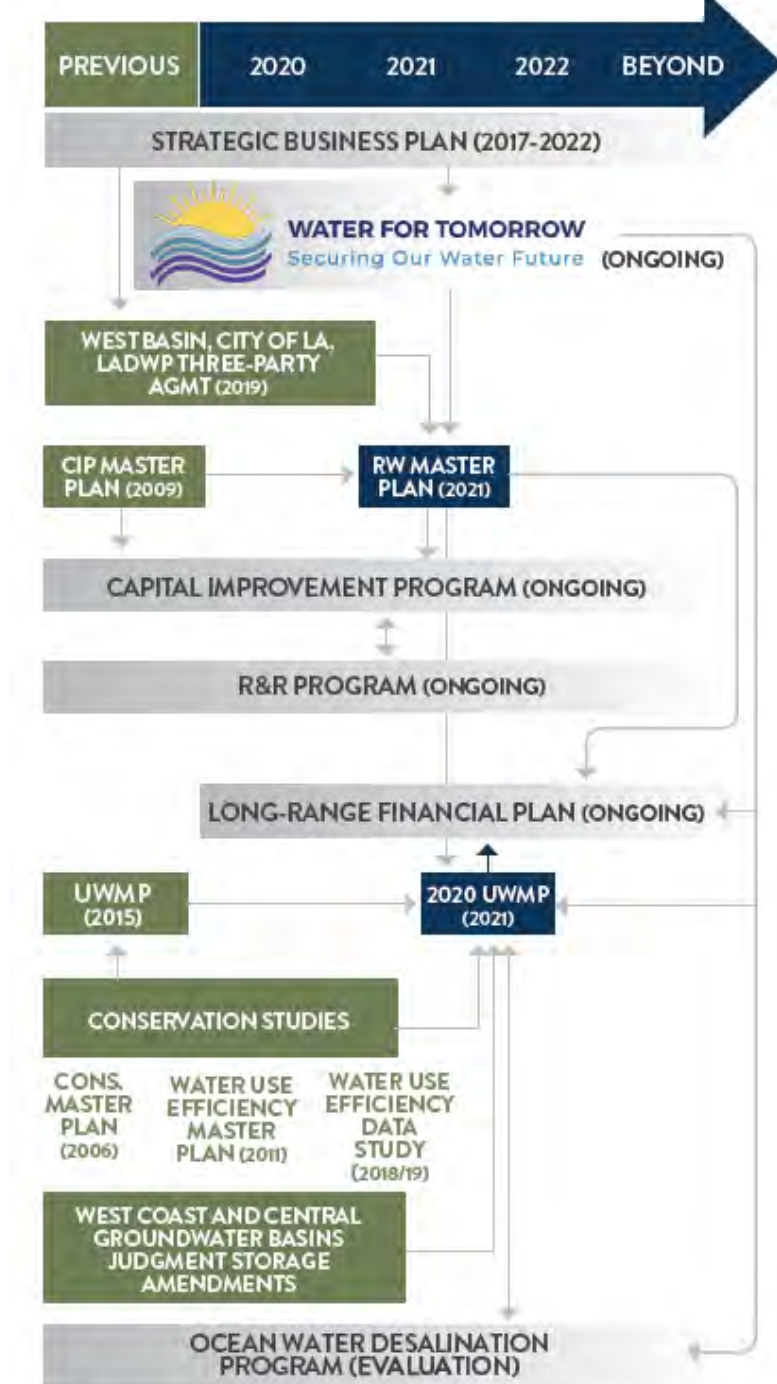 PREVIOUS 2020 2021 2022 BEYOND
STRATEGIC BUSINESS PLAN (2017-2022)
WATER FOR TOMORROW
Securing Our Water Future (ONGOING)
WEST BASIN, CITY OF LA,
LADWP THREE-PARTY
AGMT (2019)
CIP MASTER
PLAN (2009)
RW MASTER
PLAN (2021)
CAPITAL IMPROVEMENT PROGRAM (ONGOING)
R&R PROGRAM (ONGOING)
LONG-RANGE FINANCIAL PLAN (ONGOING)
UWMP
(2015)
2020 UWMP
(2021)
CONSERVATION STUDIES
CONS.
MASTER
PLAN
(2006)
WATER USE
EFFICIENCY
MASTER
PLAN (2011)
WATER USE
EFFICIENCY
DATA
STUDY
(2018/19)
WEST COAST AND CENTRAL
GROUNDWATER BASINS
JUDGMENT STORAGE
AMENDMENTS
OCEAN WATER DESALINATION
PROGRAM (EVALUATION)